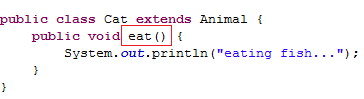 public class Cat extends Animal {
    public void eat() {
        System.out.println("eating fish...");
    }
}